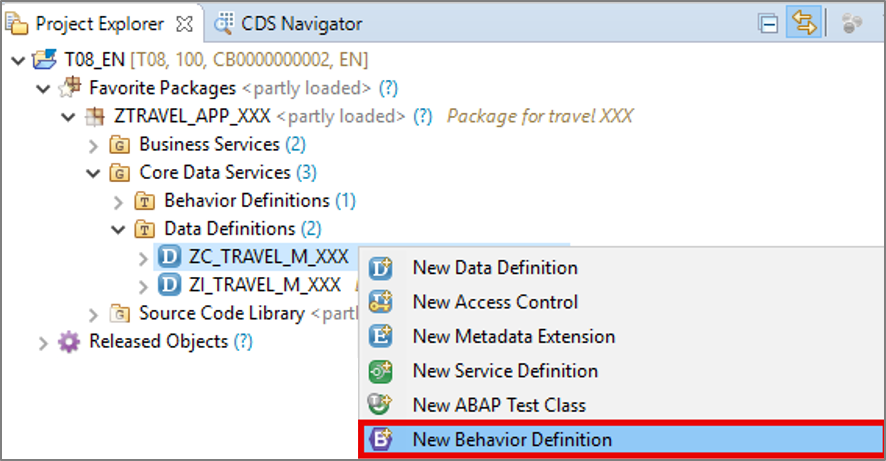 Project Explorer CDS Navigator
T08_EN [T08, 100, CB0000000002, EN]
Favorite Packages <partly loaded> (?)
ZTRAVEL_APP_XXX <partly loaded> (?) Package for travel XXX
Business Services (2)
Core Data Services (3)
Behavior Definitions (1)
Data Definitions (2)
ZC_TRAVEL_M_XXX
ZI_TRAVEL_M_XXX
Source Code Library <part
Released Objects (?)
New Data Definition
New Access Control
New Metadata Extension
New Service Definition
New ABAP Test Class
New Behavior Definition